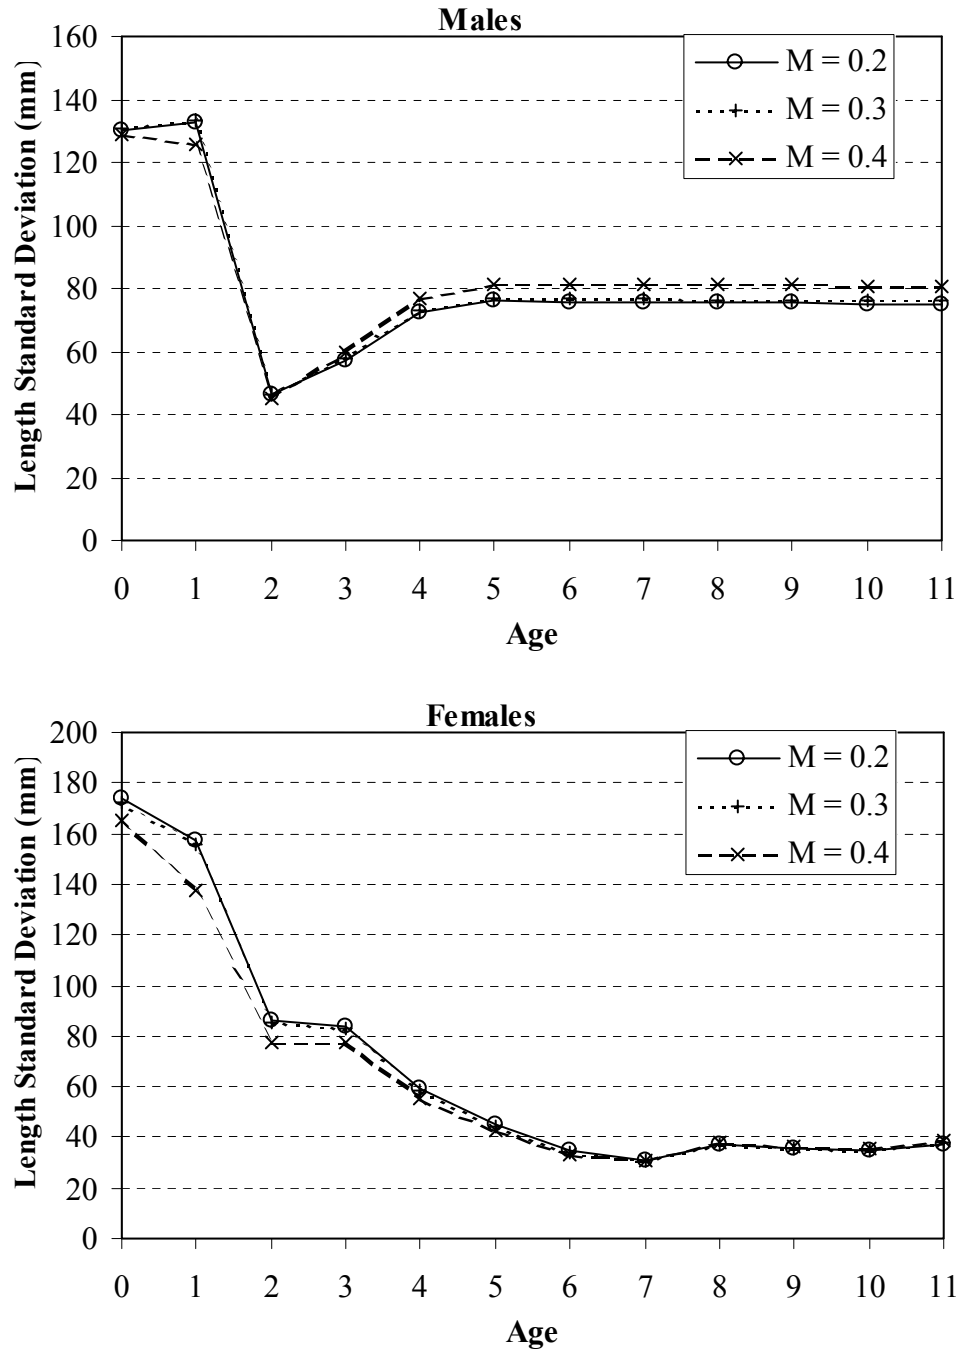 Males
160
140
120
100
80
60
40
20
0
Length Standard Deviation (mm)
M = 0.2
M = 0.3
M = 0.4
0 1 2 3 4 5 6 7 8 9 10 11
Age
Females
200
180
160
140
120
100
80
60
40
20
0
Length Standard Deviation (mm)
M = 0.2
M = 0.3
M = 0.4
0 1 2 3 4 5 6 7 8 9 10 11
Age